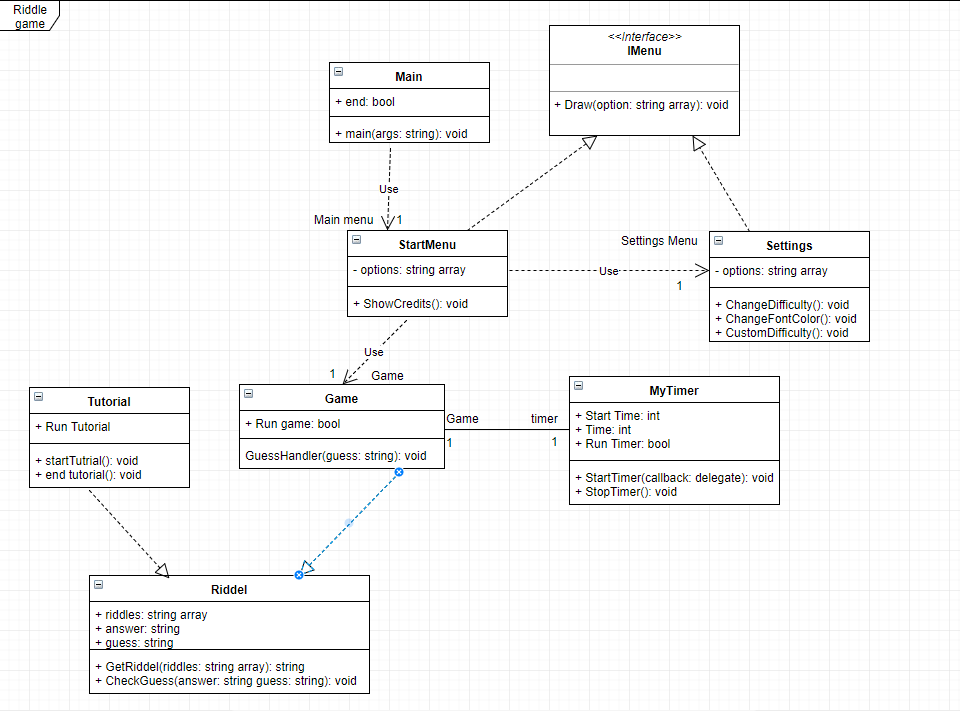 Riddle
game
<<Interface>>
IMenu
+ Draw(option: string array): void
Main
+ end: bool
+ main(args: string): void
Use
Main menu
1
StartMenu
- options: string array
+ ShowCredits(): void
Use
Settings Menu
1
Settings
- options: string array
+ ChangeDifficulty(): void
+ ChangeFontColor(): void
+ CustomDifficulty(): void
Use
1
Game
Tutorial
+ Run Tutorial
+ startTutrial(): void
+ end tutorial(): void
Game
+ Run game: bool
GuessHandler(guess: string): void
Game
1
timer
1
MyTimer
+ Start Time: int
+ Time: int
+ Run Timer: bool
+ StartTimer(callback: delegate): void
+ StopTimer(): void
Riddel
+ riddles: string array
+ answer: string
+ guess: string
+ GetRiddel(riddles: string array): string
+ CheckGuess(answer: string guess: string): void